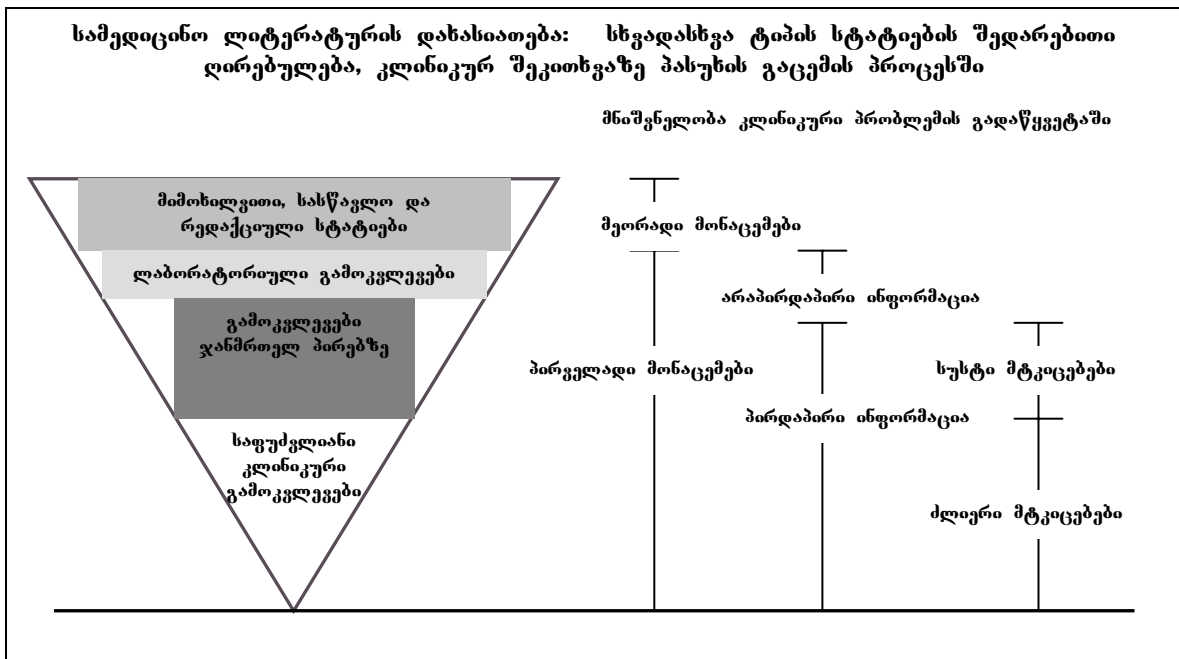 სამედიცინო ლიტერატურის დახასიათება: სხვადასხვა ტიპის სტატიების შედარებითი
ღირებულება, კლინიკურ შეკითხვაზე პასუხის გაცემის პროცესში
მნიშვნელობა კლინიკური პრობლემის გადაწყვეტაში
მიმოხილვითი, სასწავლო და
რედაქციული სტატიები
ლაბორატორიული გამოკვლევები
გამოკვლევები
ჯანმრთელ პირებზე
საფუძვლიანი
კლინიკური
გამოკვლევები
მეორადი მონაცემები
პირველადი მონაცემები
არაპირდაპირი ინფორმაცია
პირდაპირი ინფორმაცია
სუსტი მტკიცებები
ძლიერი მტკიცებები